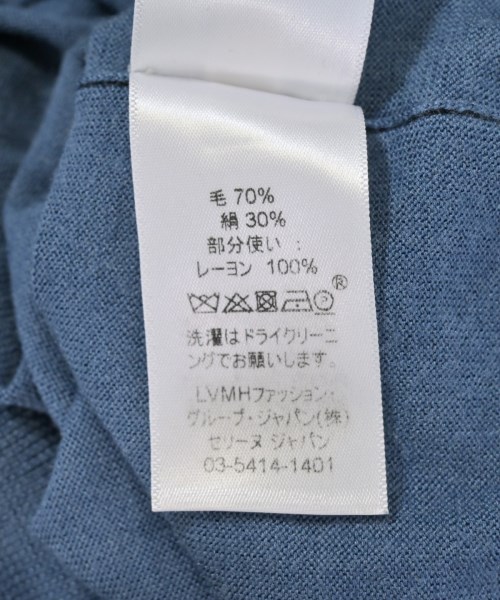 毛 70%
絹 30%
部分使い :
レーヨン 100%
®
洗濯はドライクリーニ
ングでお願いします。
LVMHファッション・
グループ・ジャパン(株)
セリーヌ ジャパン
03-5414-1401